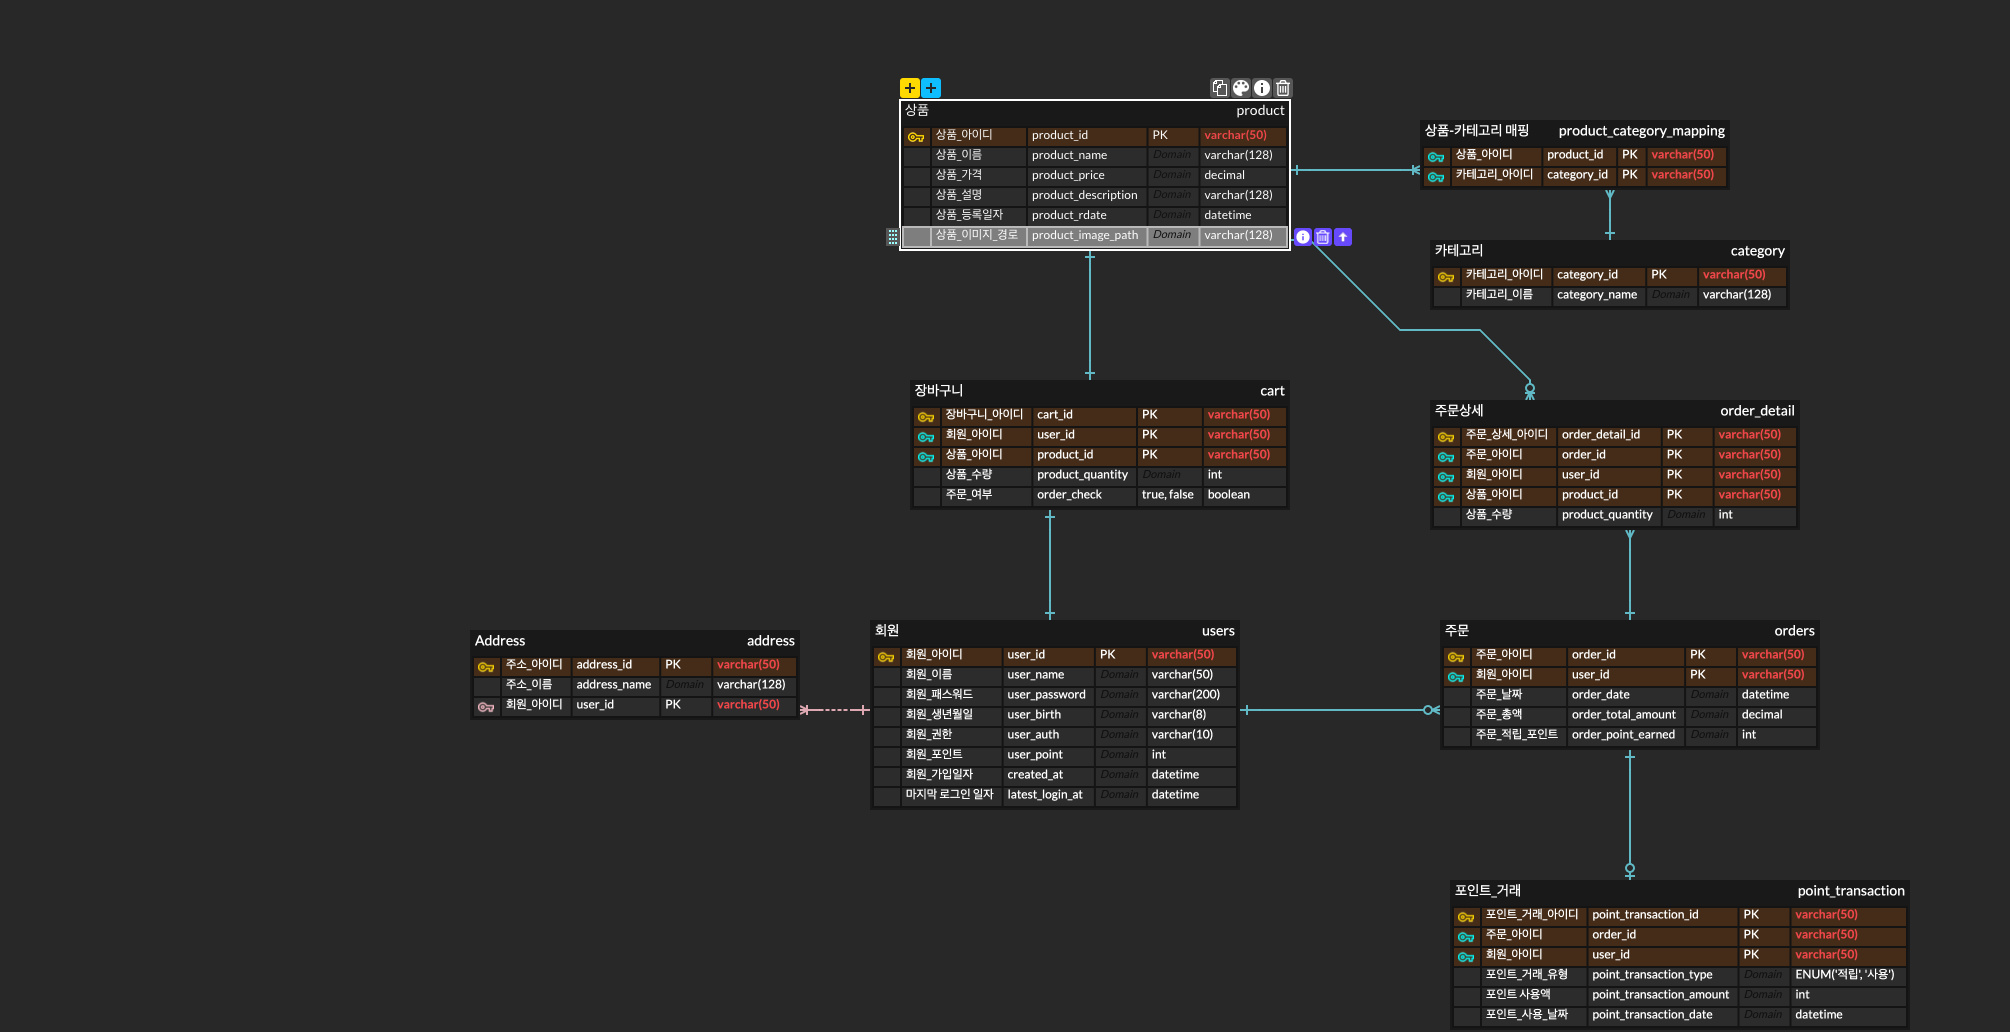 상품 product
상품_아이디 product_id PK varchar(50)
상품_이름 product_name Domain varchar(128)
상품_가격 product_price Domain decimal
상품_설명 product_description Domain varchar(128)
상품_등록일자 product_rdate Domain datetime
상품_이미지_경로 product_image_path Domain varchar(128)
상품-카테고리 매핑 product_category_mapping
상품_아이디 product_id PK varchar(50)
카테고리_아이디 category_id PK varchar(50)
카테고리 category
카테고리_아이디 category_id PK varchar(50)
카테고리_이름 category_name Domain varchar(128)
장바구니 cart
장바구니_아이디 cart_id PK varchar(50)
회원_아이디 user_id PK varchar(50)
상품_아이디 product_id PK varchar(50)
상품_수량 product_quantity Domain int
주문_여부 order_check true, false boolean
주문상세 order_detail
주문_상세_아이디 order_detail_id PK varchar(50)
주문_아이디 order_id PK varchar(50)
회원_아이디 user_id PK varchar(50)
상품_아이디 product_id PK varchar(50)
상품_수량 product_quantity Domain int
Address address
주소_아이디 address_id PK varchar(50)
주소_이름 address_name Domain varchar(128)
회원_아이디 user_id PK varchar(50)
회원 users
회원_아이디 user_id PK varchar(50)
회원_이름 user_name Domain varchar(50)
회원_패스워드 user_password Domain varchar(200)
회원_생년월일 user_birth Domain varchar(8)
회원_권한 user_auth Domain varchar(10)
회원_포인트 user_point Domain int
회원_가입일자 created_at Domain datetime
마지막 로그인 일자 latest_login_at Domain datetime
주문 orders
주문_아이디 order_id PK varchar(50)
회원_아이디 user_id PK varchar(50)
주문_날짜 order_date Domain datetime
주문_총액 order_total_amount Domain decimal
주문_적립_포인트 order_point_earned Domain int
포인트_거래 point_transaction
포인트_거래_아이디 point_transaction_id PK varchar(50)
주문_아이디 order_id PK varchar(50)
회원_아이디 user_id PK varchar(50)
포인트_거래_유형 point_transaction_type Domain ENUM('적립', '사용')
포인트 사용액 point_transaction_amount Domain int
포인트_사용_날짜 point_transaction_date Domain datetime